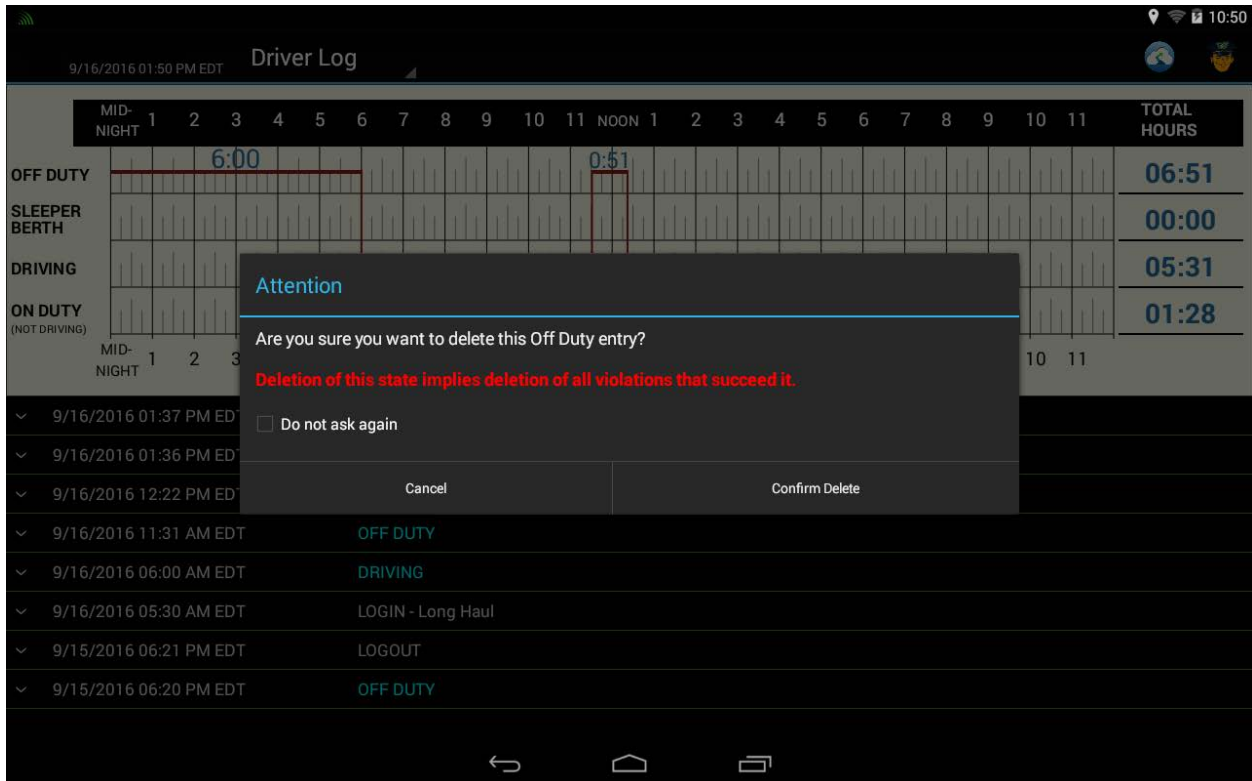 10:50
9/16/2016 01:50 PM EDT Driver Log
MID-NIGHT 1 2 3 4 5 6 7 8 9 10 11 NOON 1 2 3 4 5 6 7 8 9 10 11 TOTAL HOURS
6:00 0:51
OFF DUTY 06:51
SLEEPER BERTH 00:00
DRIVING 05:31
ON DUTY 01:28
(NOT DRIVING)
MID-NIGHT 1 2 3 10 11
Attention
Are you sure you want to delete this Off Duty entry?
Deletion of this state implies deletion of all violations that succeed it.
Do not ask again
Cancel Confirm Delete
9/16/2016 01:37 PM ED
9/16/2016 01:36 PM ED
9/16/2016 12:22 PM ED
9/16/2016 11:31 AM EDT OFF DUTY
9/16/2016 06:00 AM EDT DRIVING
9/16/2016 05:30 AM EDT LOGIN - Long Haul
9/15/2016 06:21 PM EDT LOGOUT
9/15/2016 06:20 PM EDT OFF DUTY